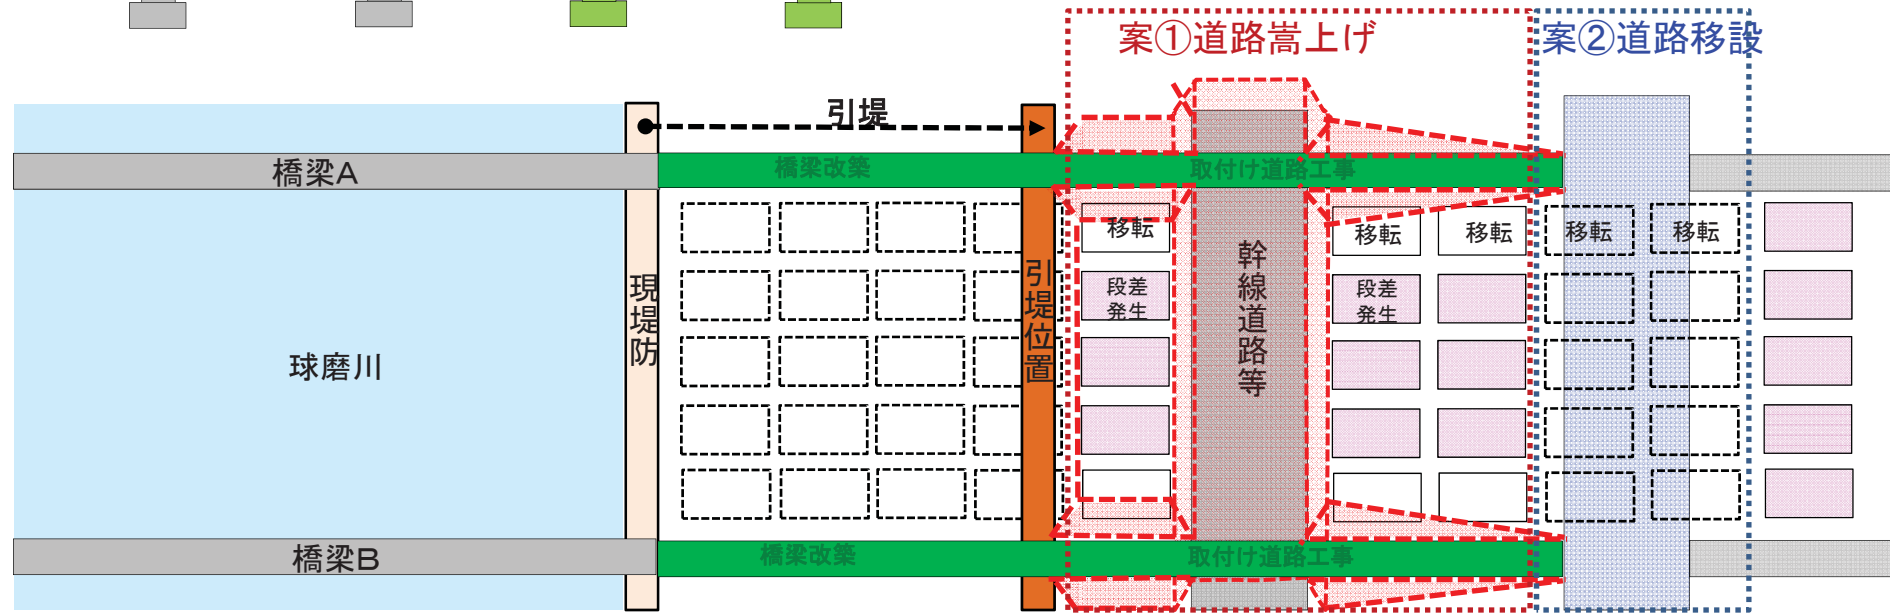 案①道路嵩上げ
案②道路移設
引堤
橋梁A
橋梁改築
取付け道路工事
移転
移転
移転
移転
移転
幹線道路等
現堤防
引堤位置
段差
発生
段差
発生
球磨川
橋梁B
橋梁改築
取付け道路工事